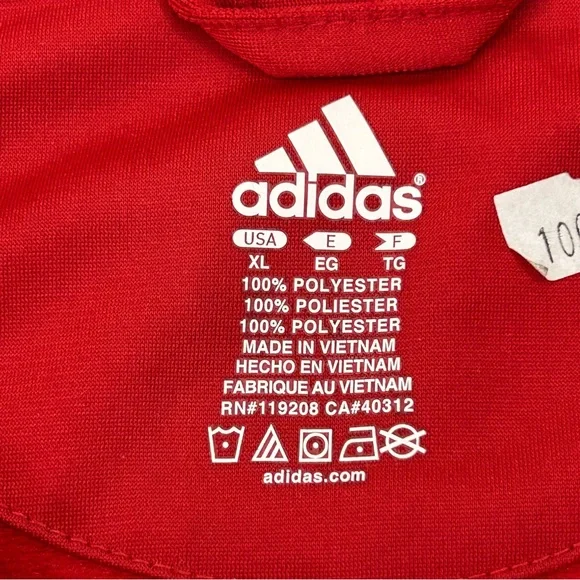 adidas®
USA E F
XL EG TG
100% POLYESTER
100% POLIESTER
100% POLYESTER
MADE IN VIETNAM
HECHO EN VIETNAM
FABRIQUE AU VIETNAM
RN#119208 CA#40312
adidas.com